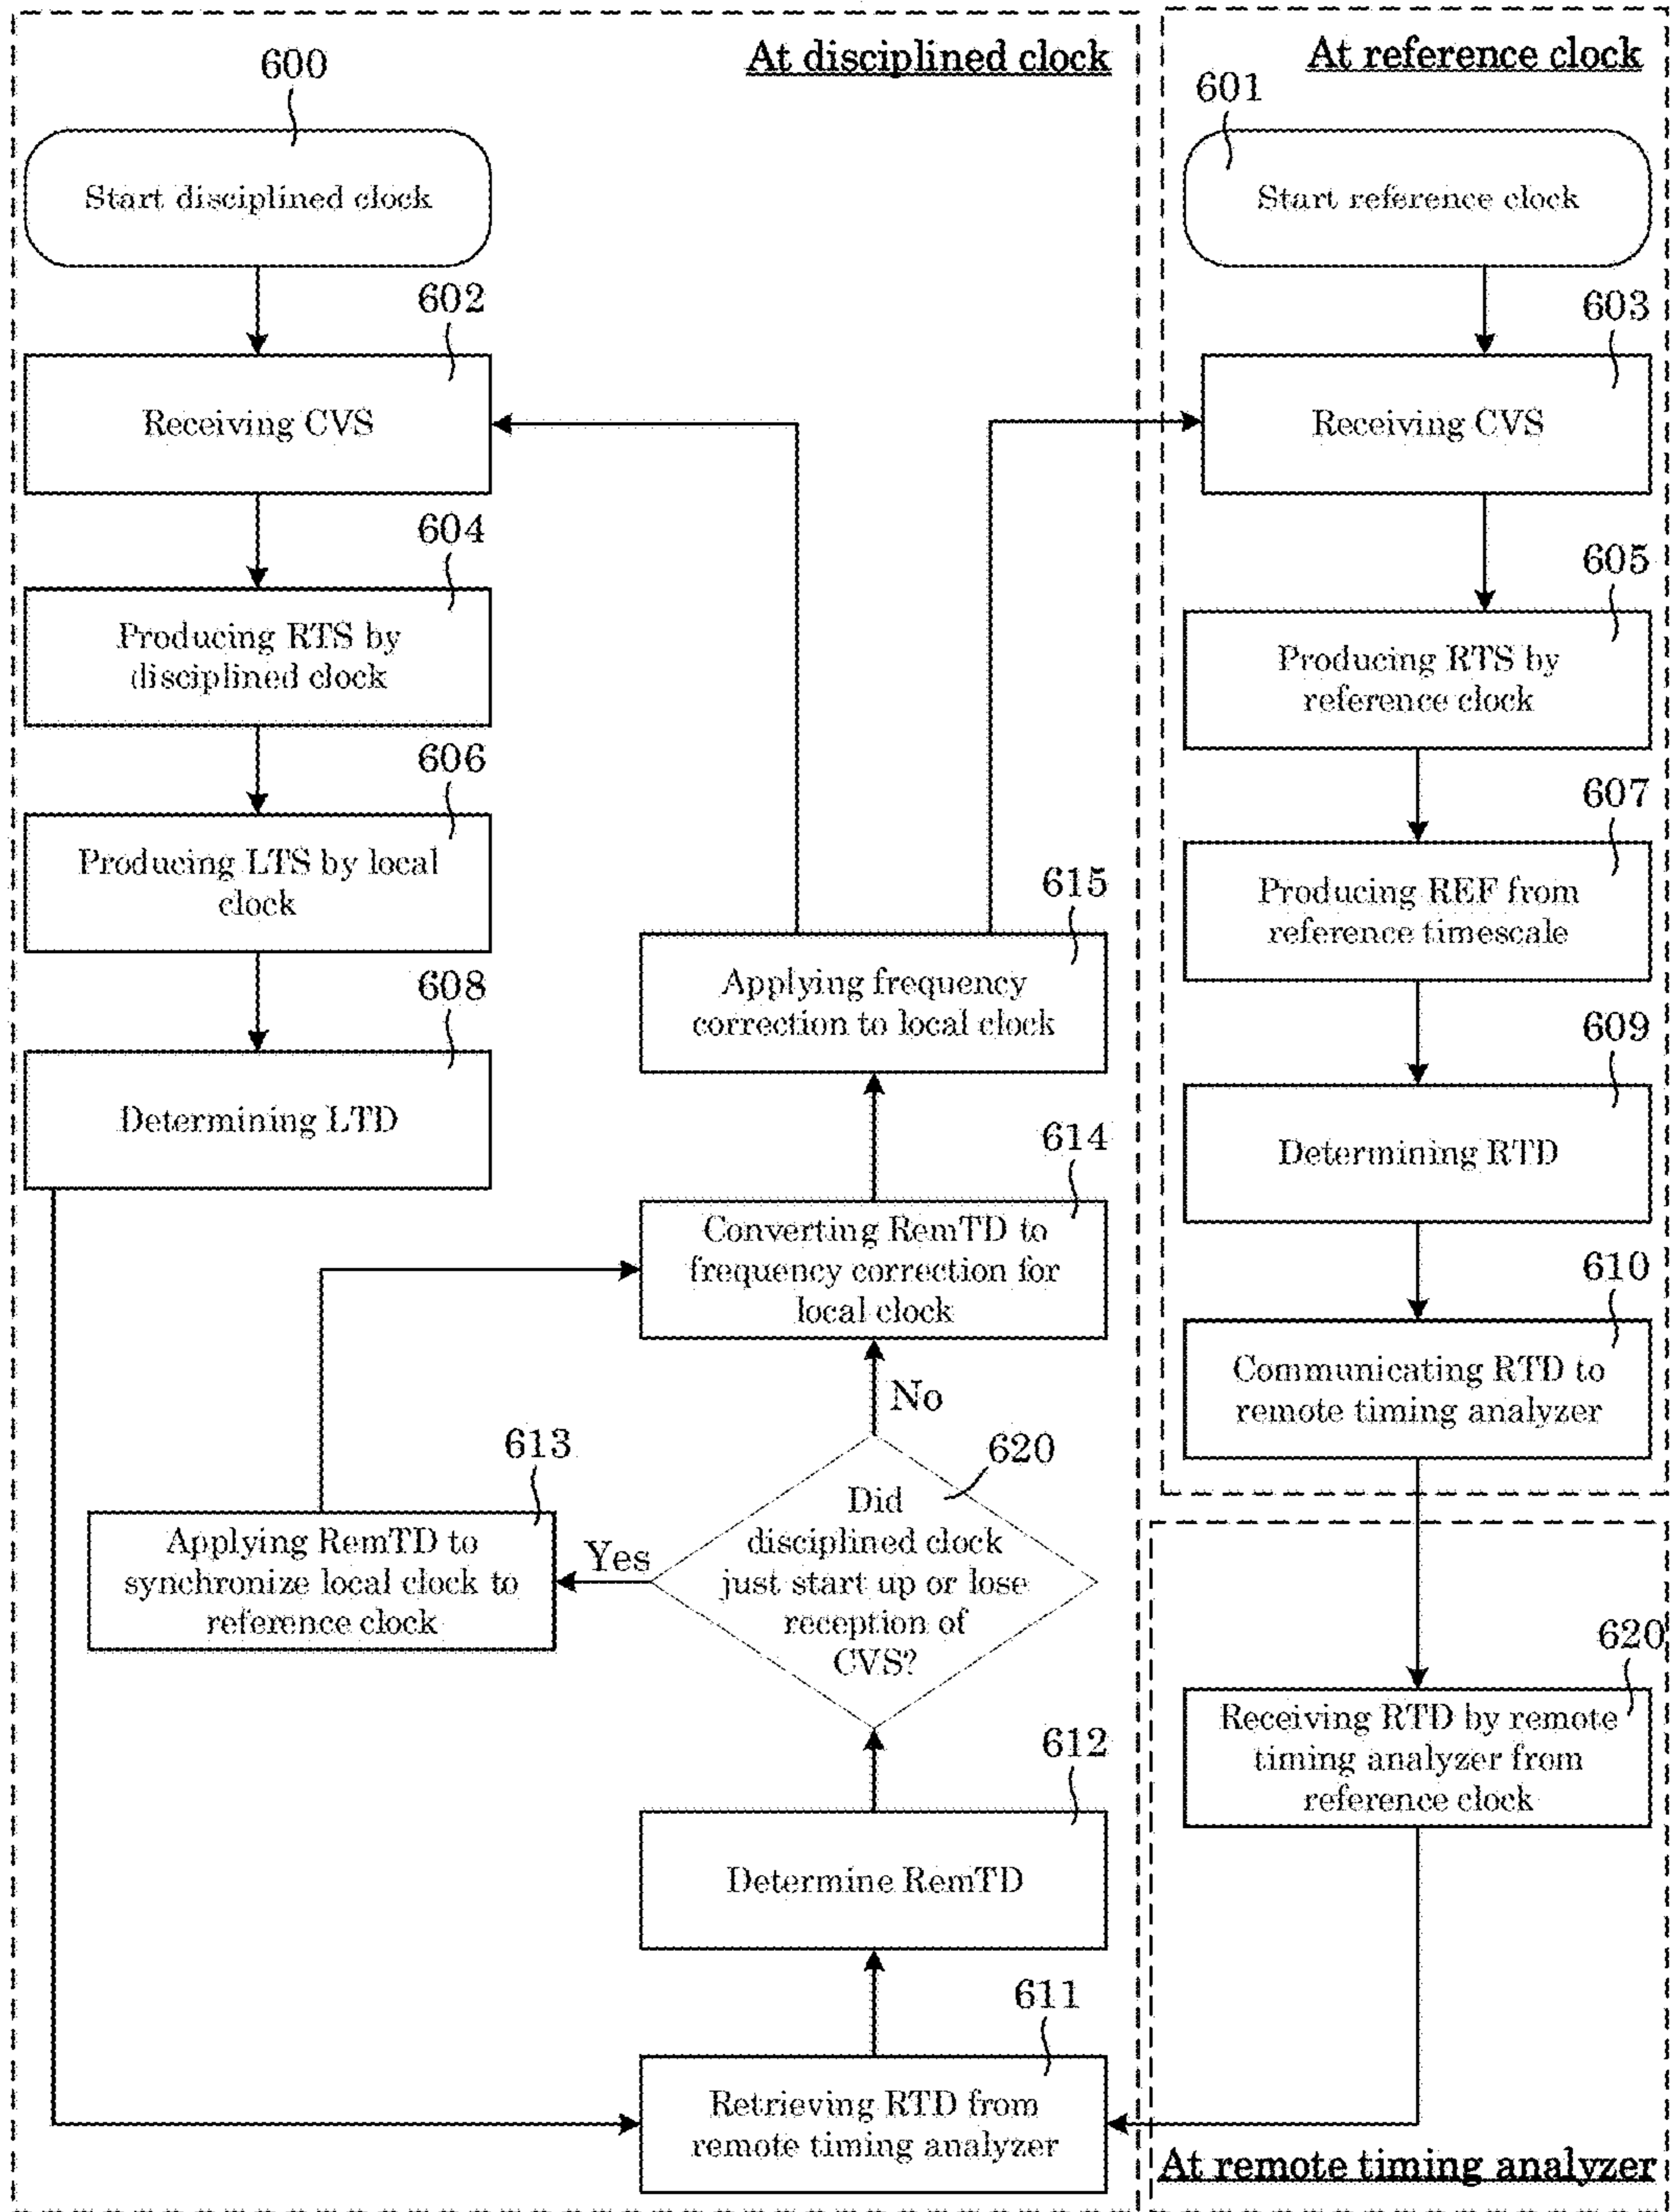 At disciplined clock
600
Start disciplined clock
602
Receiving CVS
604
Producing RTS by
disciplined clock
606
Producing LTS by local
clock
608
Determining LTD
615
Applying frequency
correction to local clock
614
Converting RemTD to
frequency correction for
local clock
No
613
Applying RemTD to
synchronize local clock to
reference clock
Yes
620
Did
disciplined clock
just start up or lose
reception of
CVS?
612
Determine RemTD
611
Retrieving RTD from
remote timing analyzer
At reference clock
601
Start reference clock
603
Receiving CVS
605
Producing RTS by
reference clock
607
Producing REF from
reference timescale
609
Determining RTD
610
Communicating RTD to
remote timing analyzer
620
Receiving RTD by remote
timing analyzer from
reference clock
At remote timing analyzer